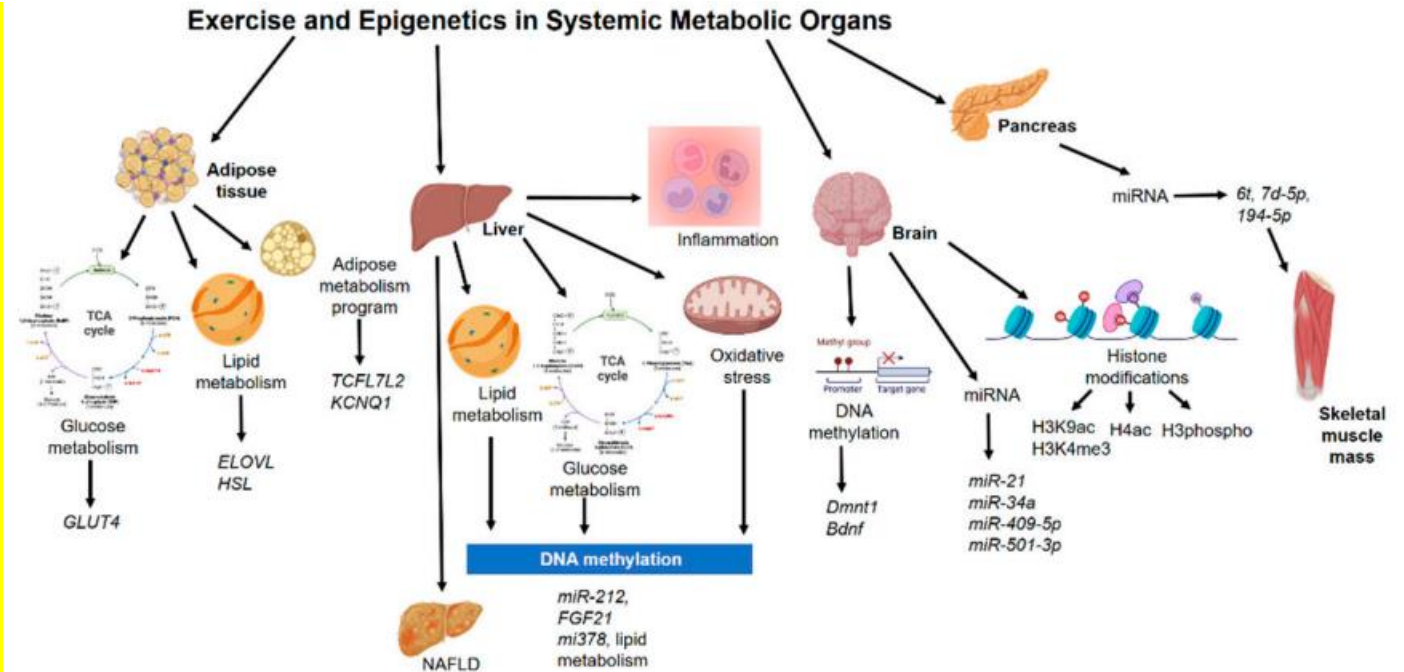 Exercise and Epigenetics in Systemic Metabolic Organs
Adipose
tissue
TCA
cycle
Glucose
metabolism
GLUT4
Lipid
metabolism
ELOVL
HSL
Adipose
metabolism
program
TCFL7L2
KCNQ1
Liver
Inflammation
Lipid
metabolism
TCA
cycle
Glucose
metabolism
Oxidative
stress
DNA methylation
NAFLD
miR-212,
FGF21
mi378, lipid
metabolism
Brain
Methyl group
Promoter
Target gene
DNA
methylation
Dmnt1
Bdnf
miRNA
miR-21
miR-34a
miR-409-5p
miR-501-3p
Histone
modifications
H3K9ac
H3K4me3
H4ac
H3phospho
Pancreas
miRNA
6t, 7d-5p,
194-5p
Skeletal
muscle
mass